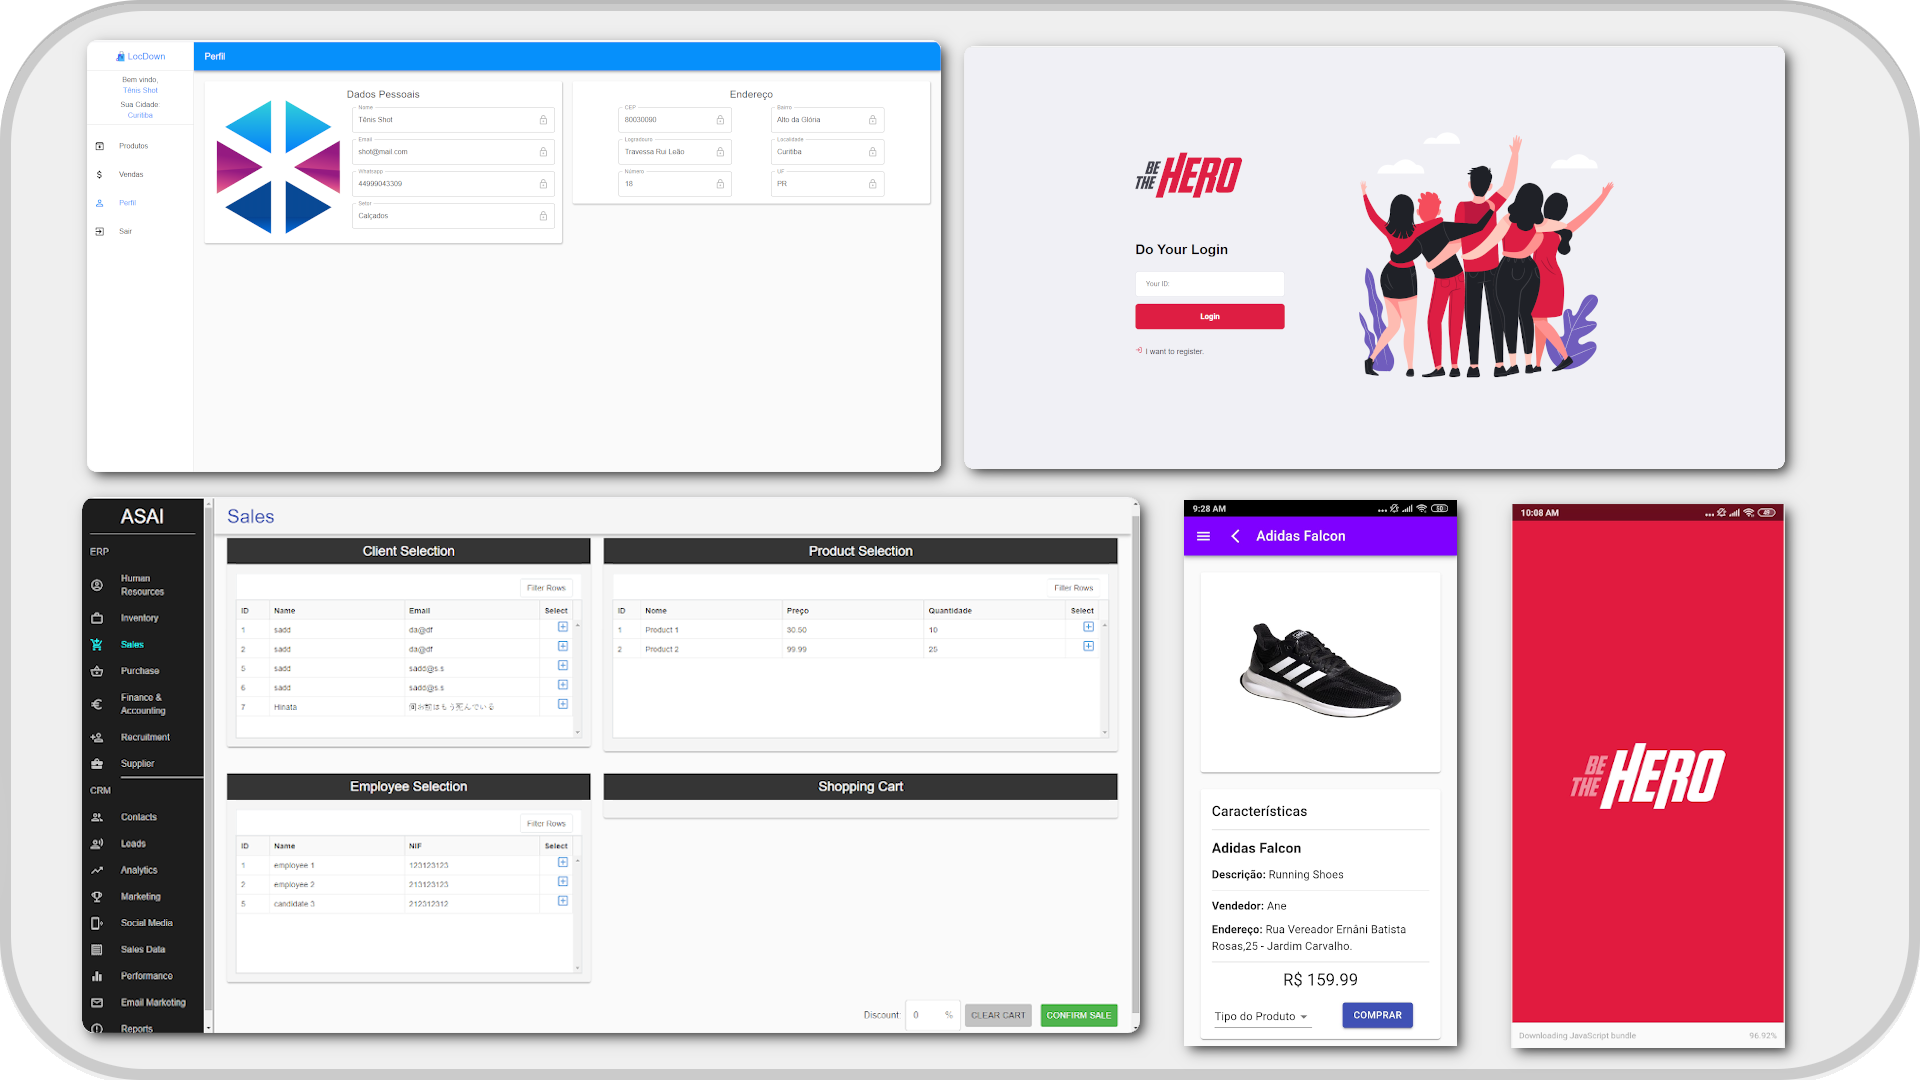 LocDown
Bem vindo,
Tênis Shot
Sua Cidade
Curitiba
Produtos
Vendas
Perfil
Sair
Perfil
Dados Pessoais
Nome
Tênis Shot
Email
shot@mail.com
Whatsapp
44999043309
Setor
Calçados
Endereço
CEP
80030090
Bairro
Alto da Glória
Logradouro
Travessa Rui Leão
Localidade
Curitiba
Número
18
UF
PR
BE THE HERO
Do Your Login
Your ID:
Login
I want to register.
ASAI
ERP
Human Resources
Inventory
Sales
Purchase
Finance & Accounting
Recruitment
Supplier
CRM
Contacts
Leads
Analytics
Marketing
Social Media
Sales Data
Performance
Email Marketing
Reports
Sales
Client Selection
Filter Rows
ID Name Email Select
1 sadd da@df
2 sadd da@df
5 sadd sadd@s.s
6 sadd sadd@s.s
7 Hinata お前はもう死んでいる
Product Selection
Filter Rows
ID Nome Preço Quantidade Select
1 Product 1 30.50 10
2 Product 2 99.99 25
Employee Selection
Filter Rows
ID Name NIF Select
1 employee 1 123123123
2 employee 2 213123123
5 candidate 3 212312312
Shopping Cart
Discount: 0 %
CLEAR CART
CONFIRM SALE
9:28 AM
Adidas Falcon
Características
Adidas Falcon
Descrição: Running Shoes
Vendedor: Ane
Endereço: Rua Vereador Ernâni Batista
Rosas,25 - Jardim Carvalho.
R$ 159.99
Tipo do Produto
COMPRAR
10:08 AM
BE THE HERO
Downloading JavaScript bundle
96.92%